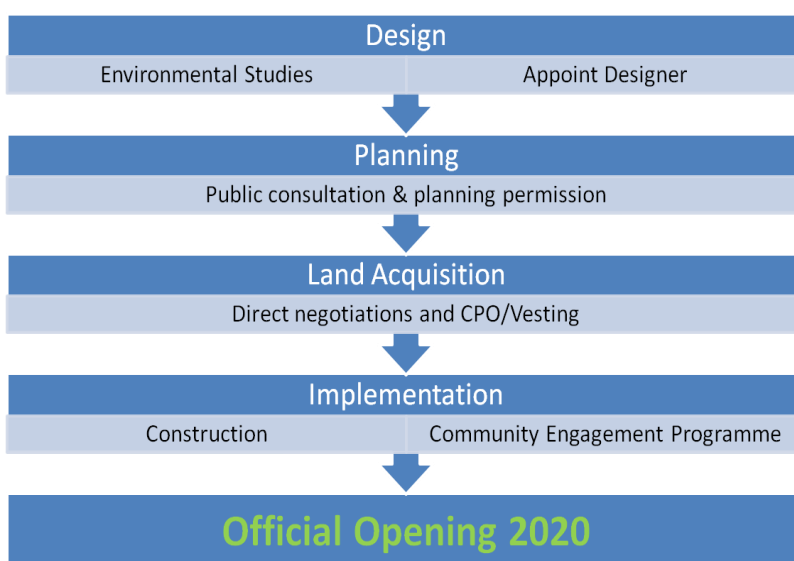 Design
Environmental Studies
Appoint Designer
Planning
Public consultation & planning permission
Land Acquisition
Direct negotiations and CPO/Vesting
Implementation
Construction
Community Engagement Programme
Official Opening 2020